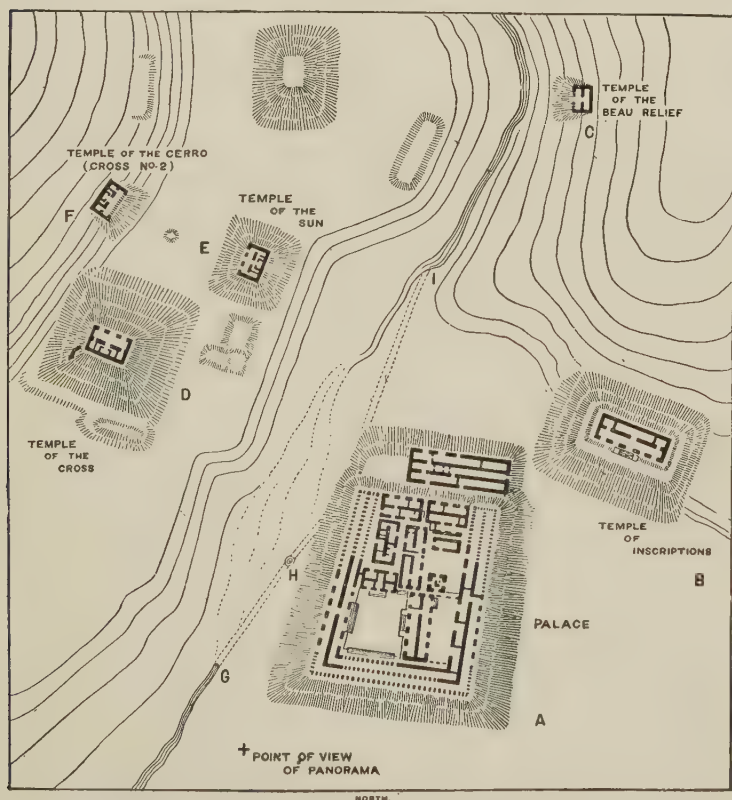 TEMPLE
OF THE
BEAU RELIEF
C
TEMPLE OF THE CERRO
(CROSS NO. 2)
F
TEMPLE
OF THE
SUN
E
I
D
TEMPLE
OF THE
CROSS
TEMPLE
OF
INSCRIPTIONS
B
H
PALACE
G
A
POINT OF VIEW
OF PANORAMA
NORTH